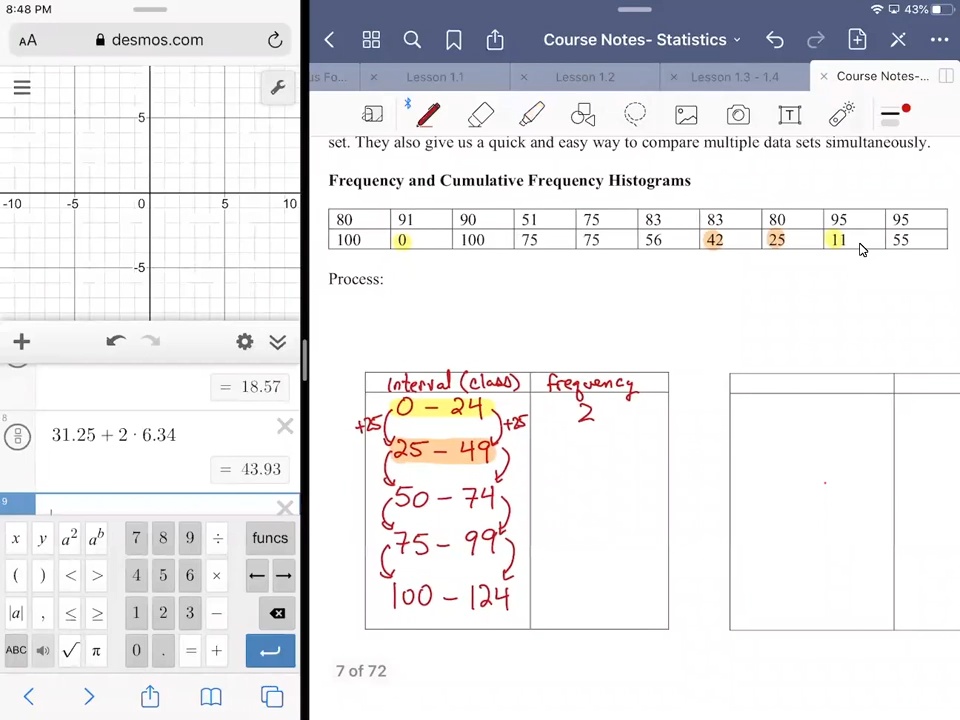 8:48 PM
43%
AA desmos.com
Course Notes- Statistics
us Fo...
Lesson 1.1
Lesson 1.2
Lesson 1.3 - 1.4
Course Notes-...
T
5
-10 -5 0 5 10
-5
set. They also give us a quick and easy way to compare multiple data sets simultaneously.
Frequency and Cumulative Frequency Histograms
80 91 90 51 75 83 83 80 95 95
100 0 100 75 75 56 42 25 11 55
Process:
Interval (class) frequency
0 - 24 2
+25 +25
25 - 49
50 - 74
75 - 99
100 - 124
7 of 72
= 18.57
8
31.25 + 2 · 6.34
= 43.93
9
x y a² aᵇ 7 8 9 ÷ funcs
( ) < > 4 5 6 × ← →
|a| , ≤ ≥ 1 2 3 −
ABC √ π 0 . = +